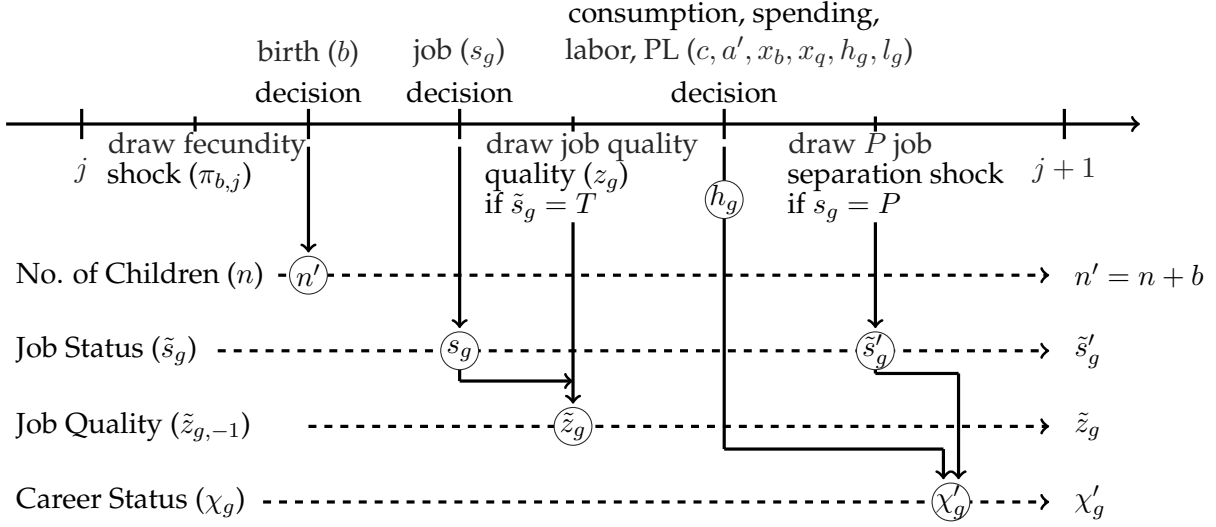 consumption, spending,
birth (b) job (s_g) labor, PL (c, a′, x_b, x_q, h_g, l_g)
decision decision decision
draw fecundity draw job quality draw P job
j shock (π_{b,j}) quality (z_g) h_g separation shock j + 1
if s̃_g = T if s_g = P
No. of Children (n) n′ n′ = n + b
Job Status (s̃_g) s_g s̃′_g s̃′_g
Job Quality (z̃_{g,−1}) z̃_g z̃_g
Career Status (χ_g) χ′_g χ′_g